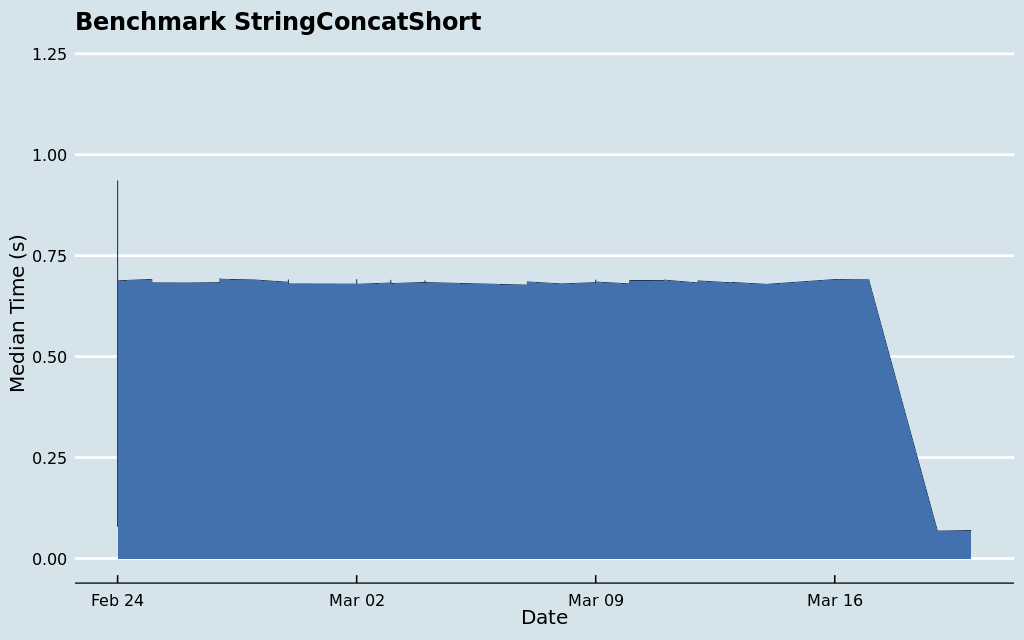 Benchmark StringConcatShort
1.25
1.00
0.75
0.50
0.25
0.00
Median Time (s)
Feb 24 Mar 02 Mar 09 Mar 16
Date